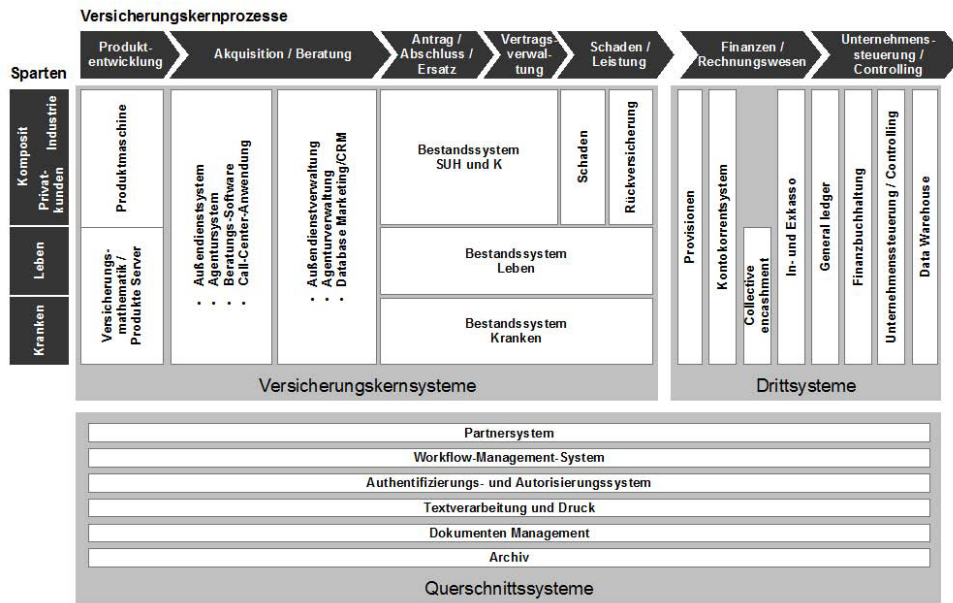 Versicherungskernprozesse
Produkt-
entwicklung
Akquisition / Beratung
Antrag /
Abschluss /
Ersatz
Vertrags-
verwal-
tung
Schaden /
Leistung
Finanzen /
Rechnungswesen
Unternehmens-
steuerung /
Controlling
Sparten
Komposit
Industrie
Privat-
kunden
Leben
Kranken
Produktmaschine
Versicherungs-
mathematik /
Produkte Server
• Außendienstsystem
• Agentursystem
• Beratungs-Software
• Call-Center-Anwendung
• Außendienstverwaltung
• Agenturverwaltung
• Database Marketing/CRM
Bestandssystem
SUH und K
Schaden
Rückversicherung
Bestandssystem
Leben
Bestandssystem
Kranken
Versicherungskernsysteme
Provisionen
Kontokorrentsystem
Collective
encashment
In- und Exkasso
General ledger
Finanzbuchhaltung
Unternehmenssteuerung / Controlling
Data Warehouse
Drittsysteme
Partnersystem
Workflow-Management-System
Authentifizierungs- und Autorisierungssystem
Textverarbeitung und Druck
Dokumenten Management
Archiv
Querschnittssysteme